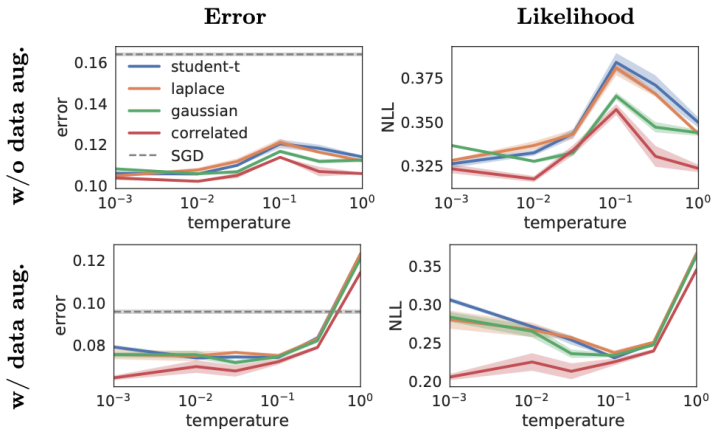 Error
Likelihood
w/o data aug.
error
0.16
0.14
0.12
0.10
student-t
laplace
gaussian
correlated
SGD
10⁻³
10⁻²
10⁻¹
10⁰
temperature
NLL
0.375
0.350
0.325
10⁻³
10⁻²
10⁻¹
10⁰
temperature
w/ data aug.
error
0.12
0.10
0.08
10⁻³
10⁻²
10⁻¹
10⁰
temperature
NLL
0.35
0.30
0.25
0.20
10⁻³
10⁻²
10⁻¹
10⁰
temperature